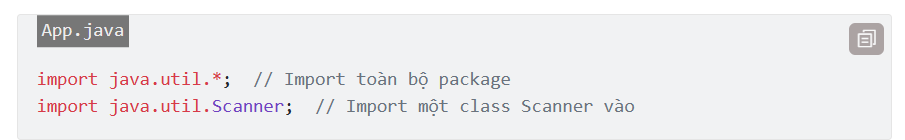 App.java
import java.util.*;  // Import toàn bộ package
import java.util.Scanner;  // Import một class Scanner vào